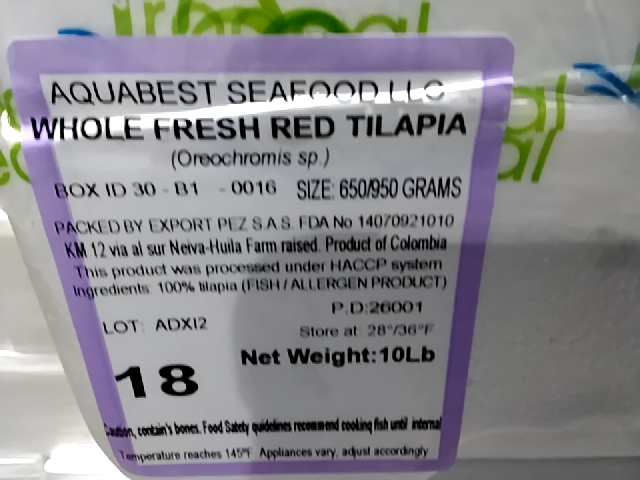 AQUABEST SEAFOOD LLC
WHOLE FRESH RED TILAPIA
(Oreochromis sp.)
BOX ID 30 - B1 - 0016 SIZE: 650/950 GRAMS
PACKED BY EXPORT PEZ S.A.S. FDA No 14070921010
KM 12 via al sur Neiva-Huila Farm raised. Product of Colombia
This product was processed under HACCP system
Ingredients: 100% tilapia (FISH / ALLERGEN PRODUCT)
P.D:26001
LOT: ADXI2
Store at: 28°/36°F
Net Weight:10Lb
18
Caution, contain's bones. Food Safety guidelines recommend cooking fish until internal
Temperature reaches 145°F Appliances vary, adjust accordingly